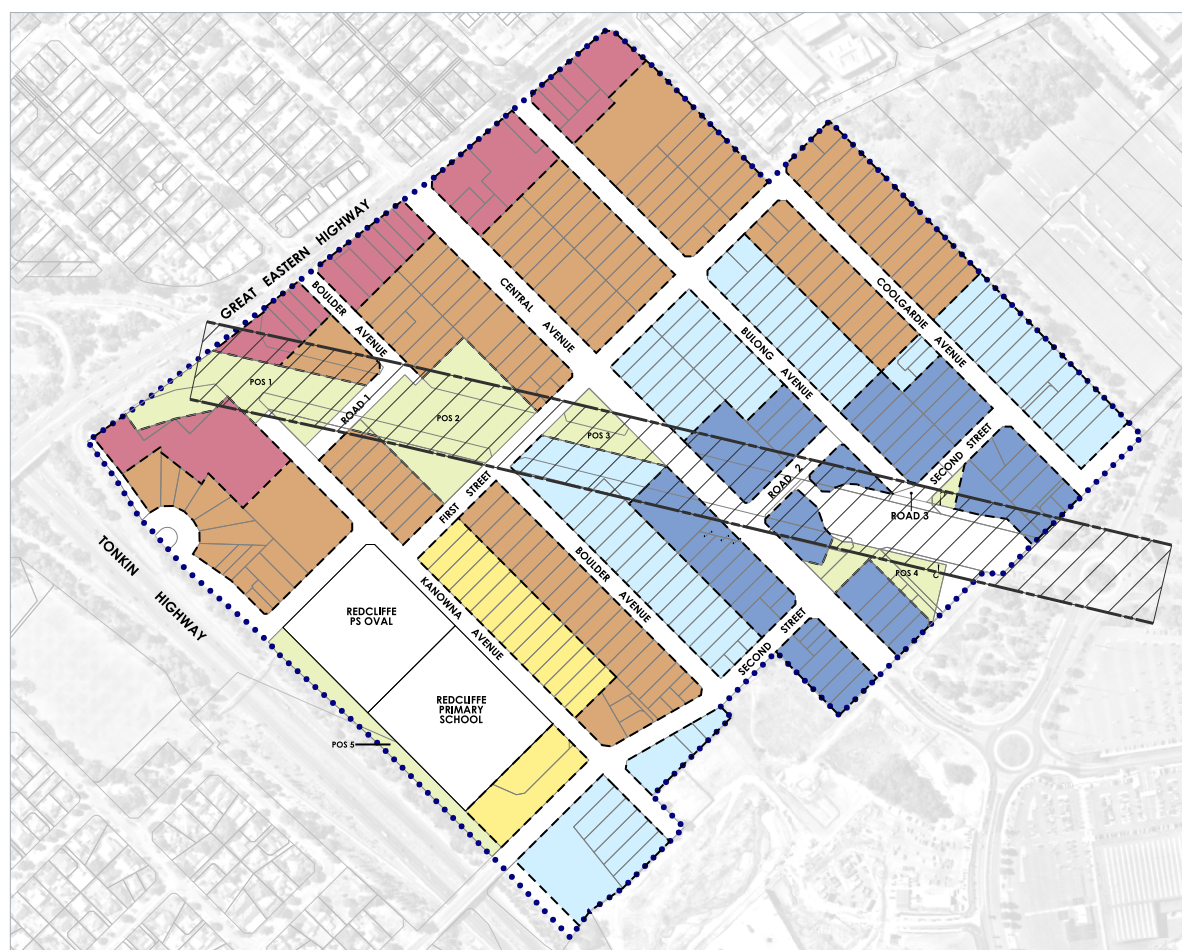 GREAT EASTERN HIGHWAY
BOULDER AVENUE
CENTRAL AVENUE
COOLGARDIE AVENUE
BULONG AVENUE
POS 1
ROAD 1
POS 2
POS 3
SECOND STREET
ROAD 2
ROAD 3
FIRST STREET
TONKIN HIGHWAY
KANOWNA AVENUE
BOULDER AVENUE
POS 4
REDCLIFFE
PS OVAL
SECOND STREET
REDCLIFFE
PRIMARY
SCHOOL
POS 5